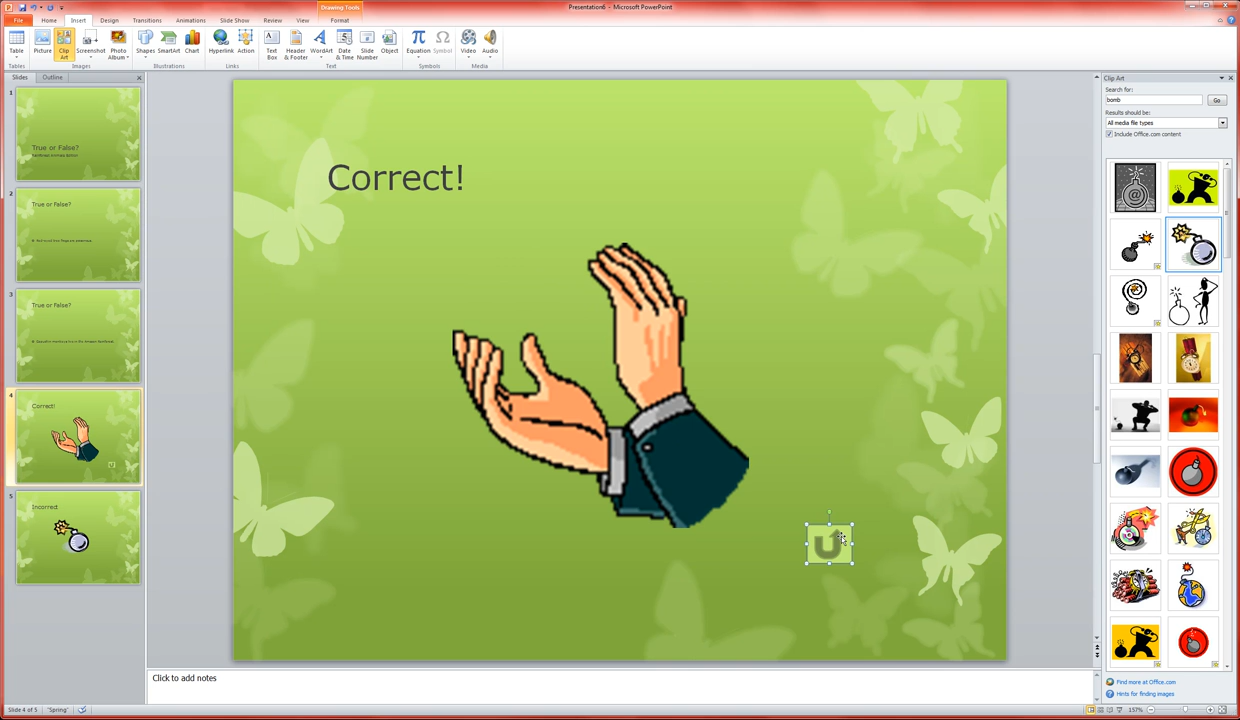 Presentation6 - Microsoft PowerPoint
Drawing Tools
File Home Insert Design Transitions Animations Slide Show Review View Format
Table
Picture
Clip Art
Screenshot
Photo Album
Shapes
SmartArt
Chart
Hyperlink
Action
Text Box
Header & Footer
WordArt
Date & Time
Slide Number
Object
Equation
Symbol
Video
Audio
Tables Images Illustrations Links Text Symbols Media
Slides Outline
1
True or False?
2
True or False?
3
True or False?
4
Correct!
5
Incorrect
Correct!
Click to add notes
Clip Art
Search for:
bomb
Go
Results should be:
All media file types
Include Office.com content
@
Find more at Office.com
Hints for finding images
Slide 4 of 5 "Spring" 157%